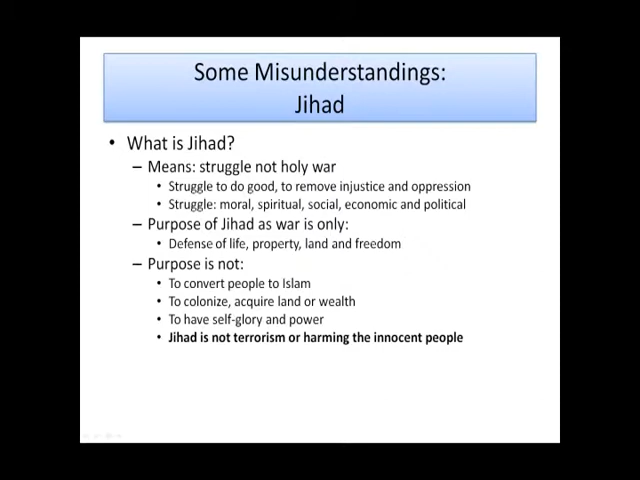 Some Misunderstandings:
Jihad
• What is Jihad?
– Means: struggle not holy war
• Struggle to do good, to remove injustice and oppression
• Struggle: moral, spiritual, social, economic and political
– Purpose of Jihad as war is only:
• Defense of life, property, land and freedom
– Purpose is not:
• To convert people to Islam
• To colonize, acquire land or wealth
• To have self-glory and power
• Jihad is not terrorism or harming the innocent people